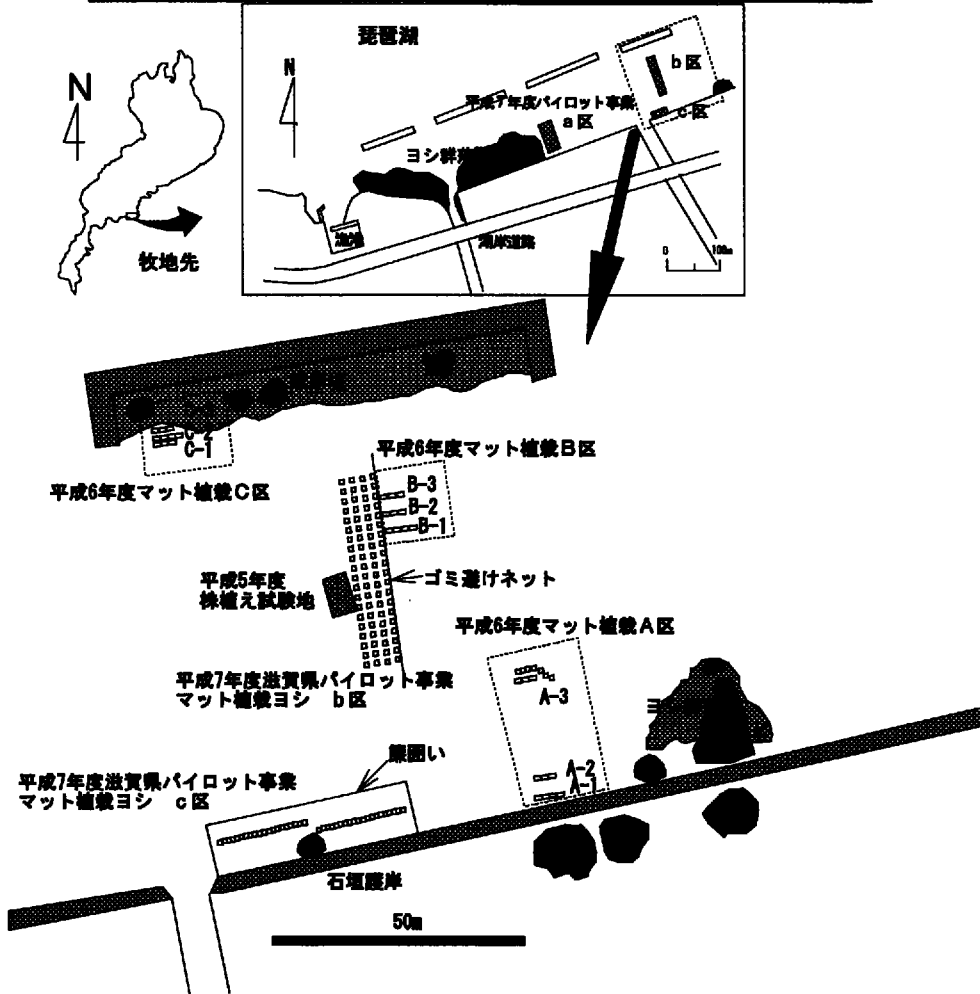 琵琶湖
N
N
b区
平成7年度パイロット事業
a区
c区
ヨシ群落
漁港
湖岸道路
0 100m
牧地先
C-2
C-1
平成6年度マット植栽C区
平成6年度マット植栽B区
B-3
B-2
B-1
平成5年度
株植え試験地
ゴミ避けネット
平成6年度マット植栽A区
平成7年度滋賀県パイロット事業
マット植栽ヨシ b区
A-3
A-2
A-1
簾囲い
平成7年度滋賀県パイロット事業
マット植栽ヨシ c区
石垣護岸
50m